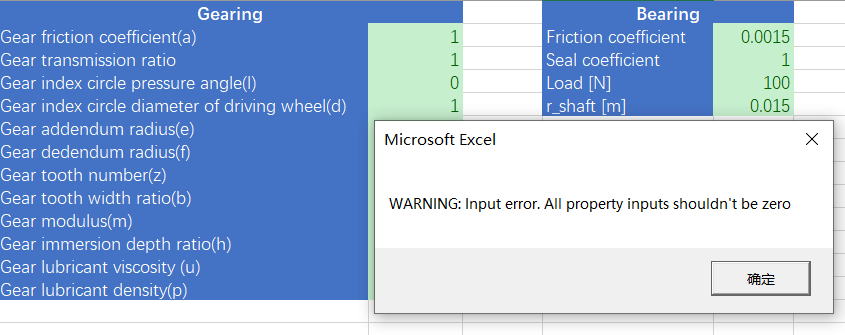 Gearing
Bearing
Gear friction coefficient(a) 1
Friction coefficient 0.0015
Gear transmission ratio 1
Seal coefficient 1
Gear index circle pressure angle(l) 0
Load [N] 100
Gear index circle diameter of driving wheel(d) 1
r_shaft [m] 0.015
Gear addendum radius(e)
Gear dedendum radius(f)
Gear tooth number(z)
Gear tooth width ratio(b)
Gear modulus(m)
Gear immersion depth ratio(h)
Gear lubricant viscosity (u)
Gear lubricant density(p)
Microsoft Excel
WARNING: Input error. All property inputs shouldn't be zero
确定